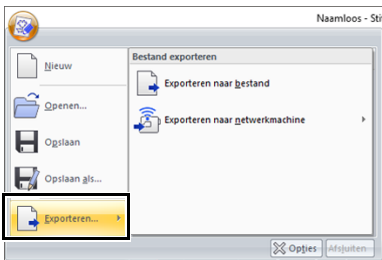 Naamloos - Sti
Bestand exporteren
Nieuw
Exporteren naar bestand
Openen...
Exporteren naar netwerkmachine
Opslaan
Opslaan als...
Exporteren...
Opties
Afsluiten